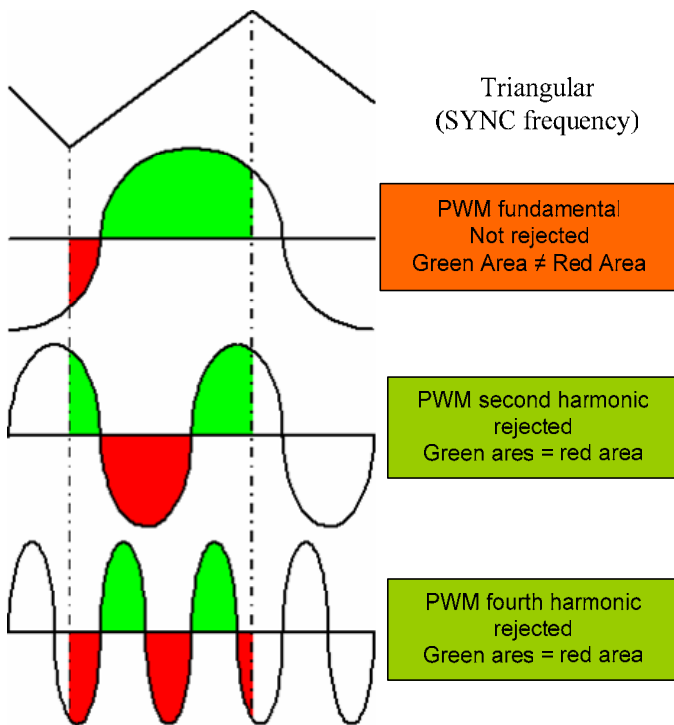 Triangular
(SYNC frequency)
PWM fundamental
Not rejected
Green Area ≠ Red Area
PWM second harmonic
rejected
Green ares = red area
PWM fourth harmonic
rejected
Green ares = red area